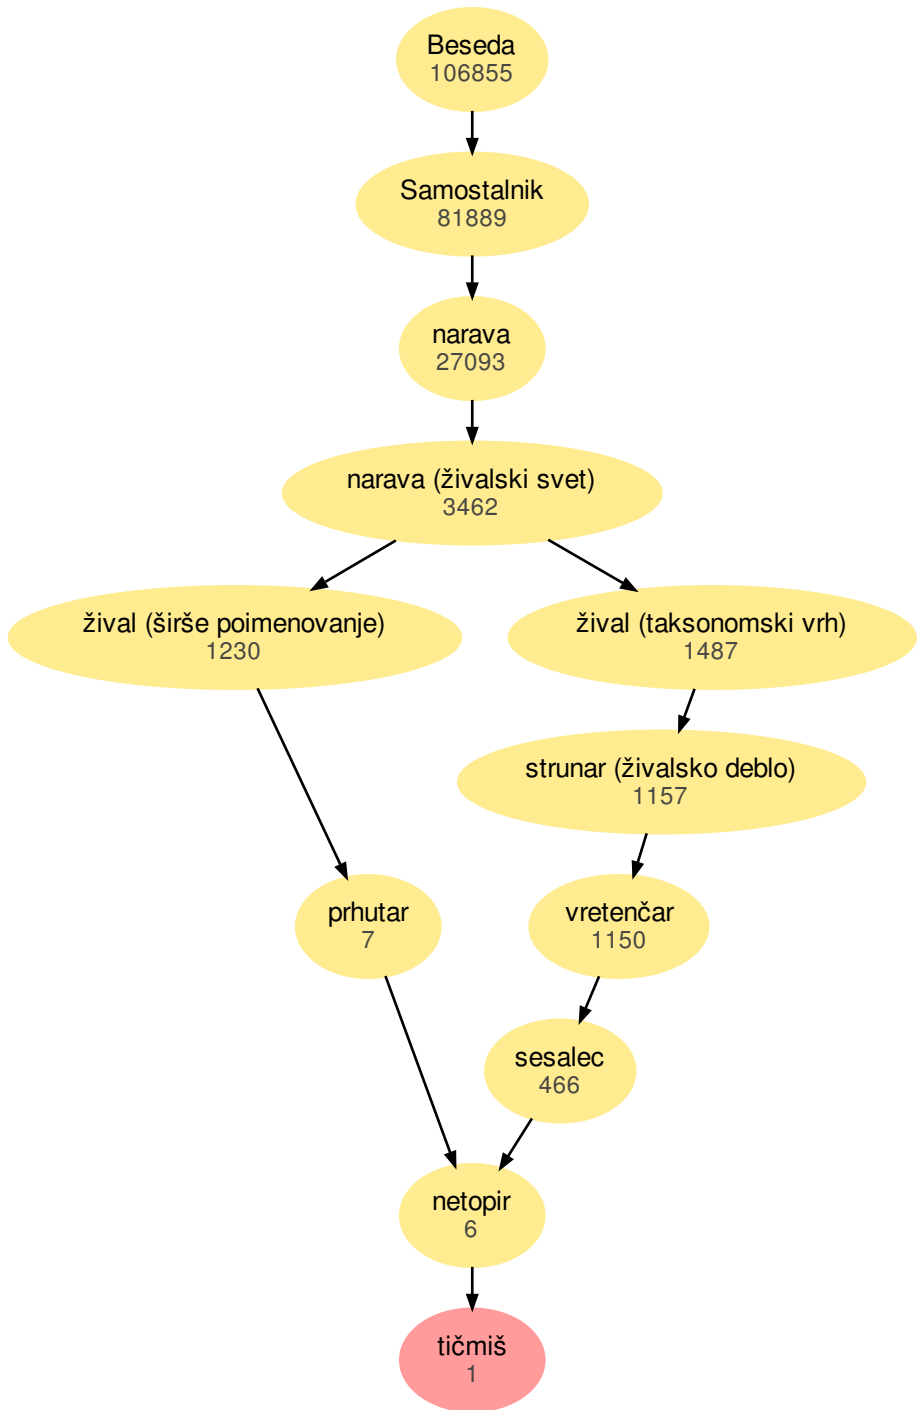 Beseda
106855
Samostalnik
81889
narava
27093
narava (živalski svet)
3462
žival (širše poimenovanje)
1230
žival (taksonomski vrh)
1487
strunar (živalsko deblo)
1157
prhutar
7
vretenčar
1150
sesalec
466
netopir
6
tičmiš
1